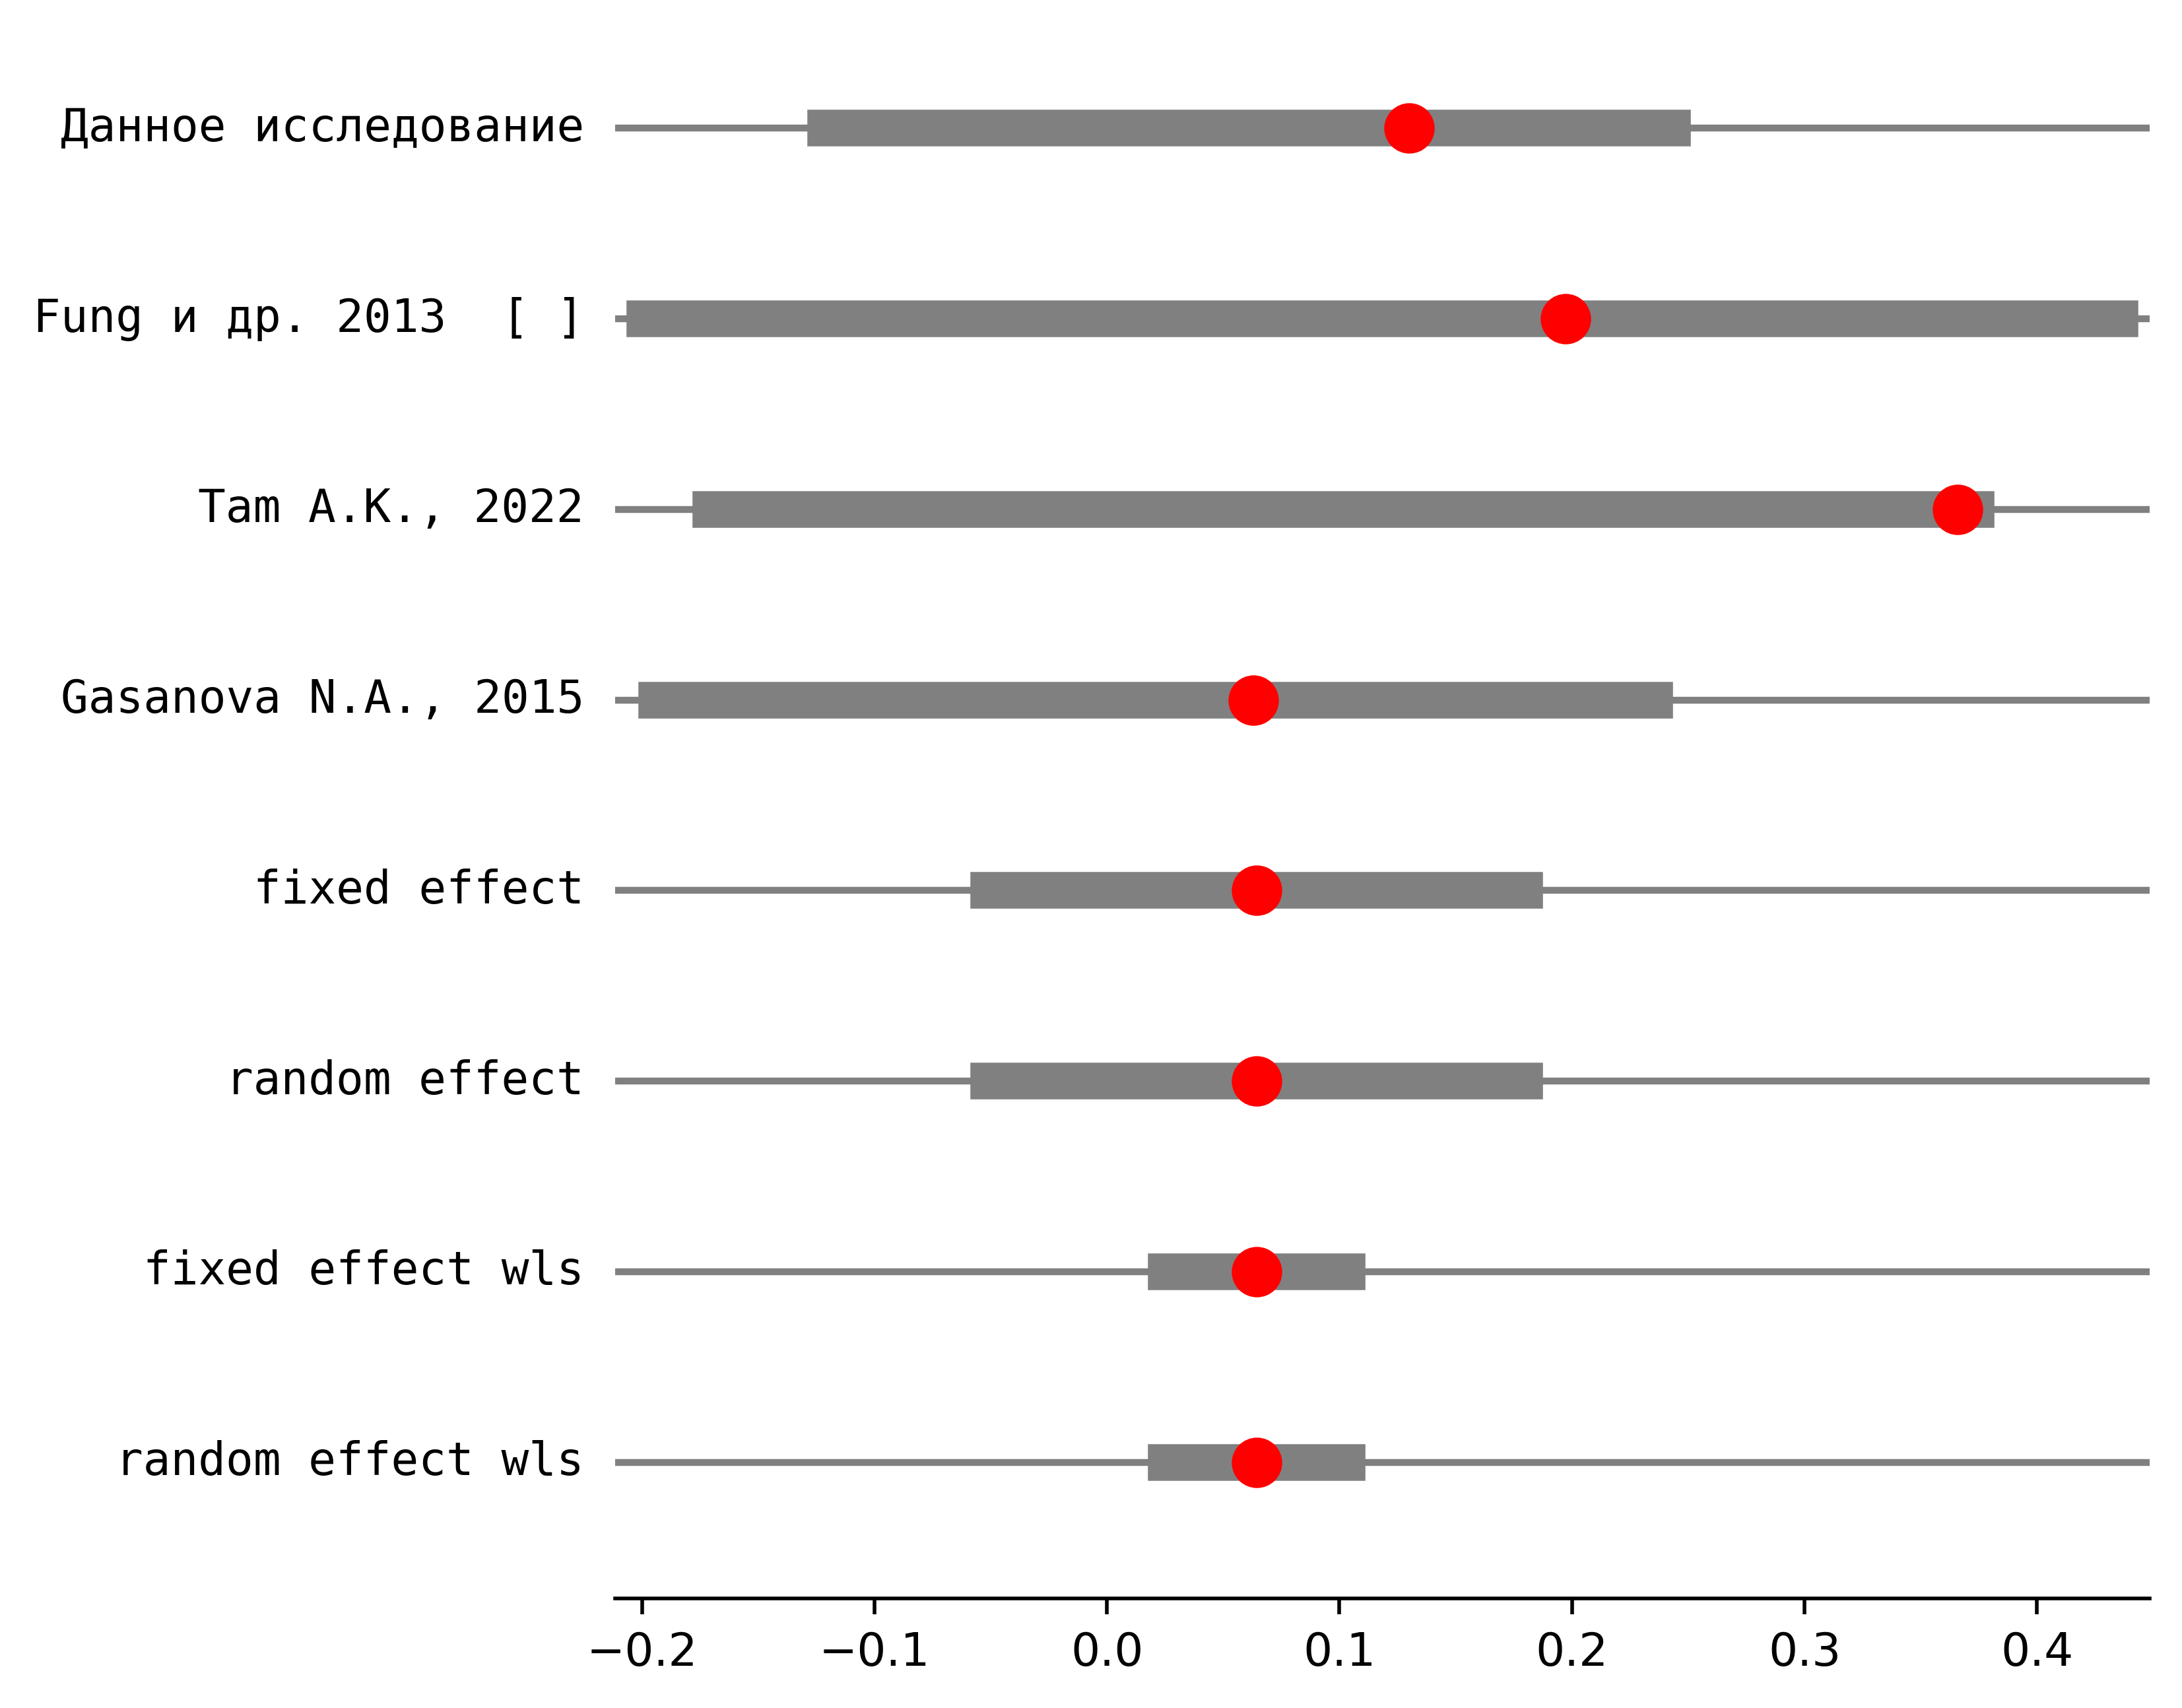 Данное исследование
Fung и др. 2013  [ ]
Tam A.K., 2022
Gasanova N.A., 2015
fixed effect
random effect
fixed effect wls
random effect wls
−0.2 −0.1 0.0 0.1 0.2 0.3 0.4